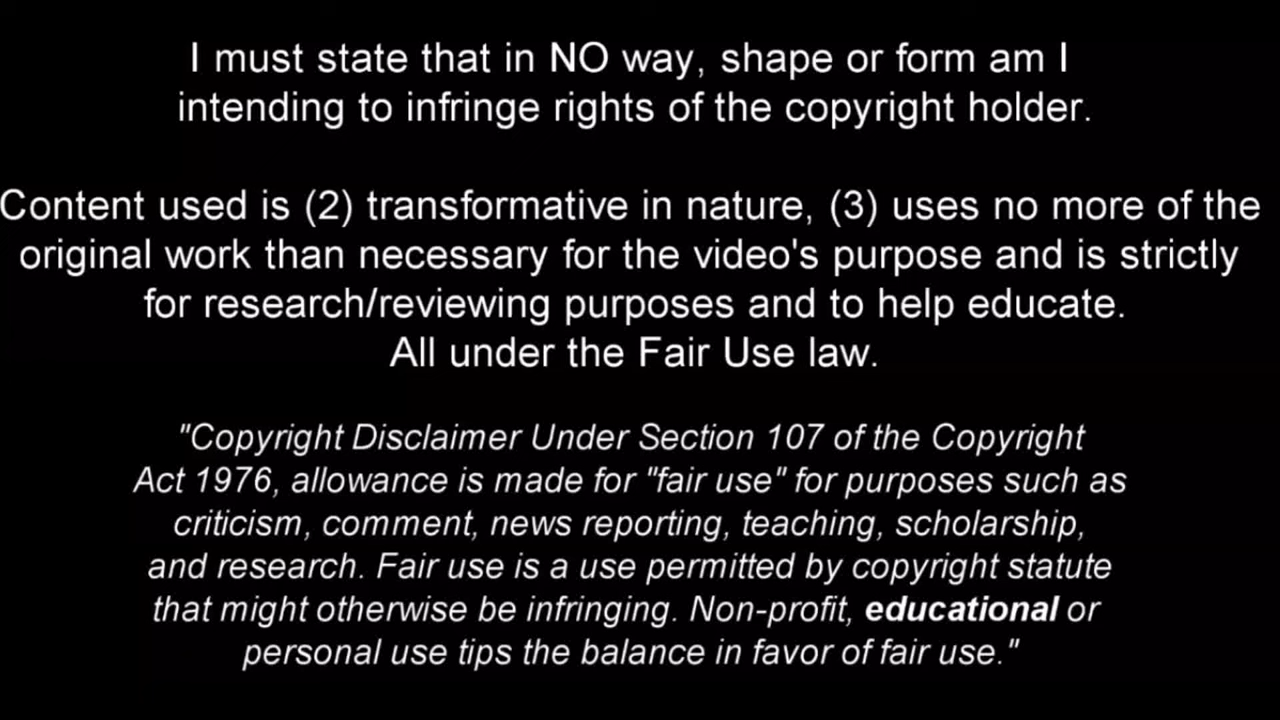 I must state that in NO way, shape or form am I
intending to infringe rights of the copyright holder.
Content used is (2) transformative in nature, (3) uses no more of the
original work than necessary for the video's purpose and is strictly
for research/reviewing purposes and to help educate.
All under the Fair Use law.
"Copyright Disclaimer Under Section 107 of the Copyright
Act 1976, allowance is made for "fair use" for purposes such as
criticism, comment, news reporting, teaching, scholarship,
and research. Fair use is a use permitted by copyright statute
that might otherwise be infringing. Non-profit, educational or
personal use tips the balance in favor of fair use."